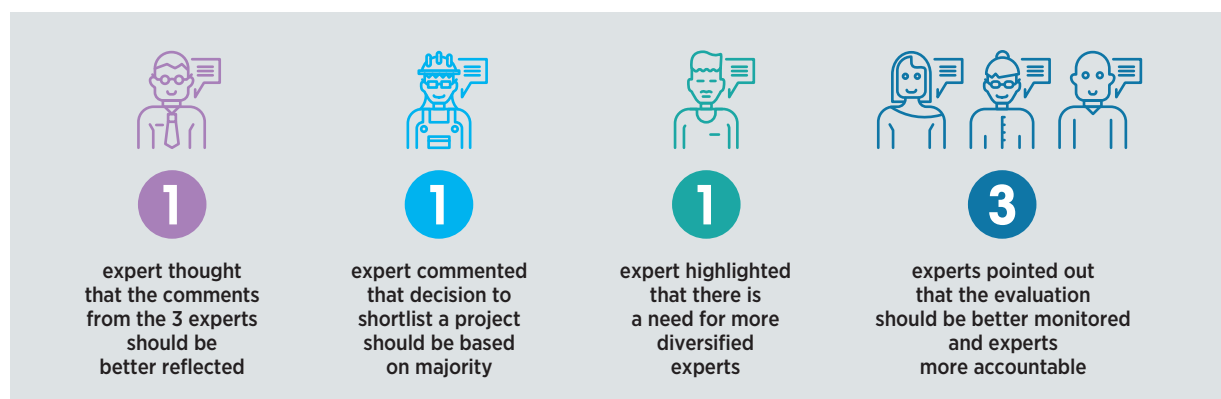 1
expert thought
that the comments
from the 3 experts
should be
better reflected
1
expert commented
that decision to
shortlist a project
should be based
on majority
1
expert highlighted
that there is
a need for more
diversified
experts
3
experts pointed out
that the evaluation
should be better monitored
and experts
more accountable